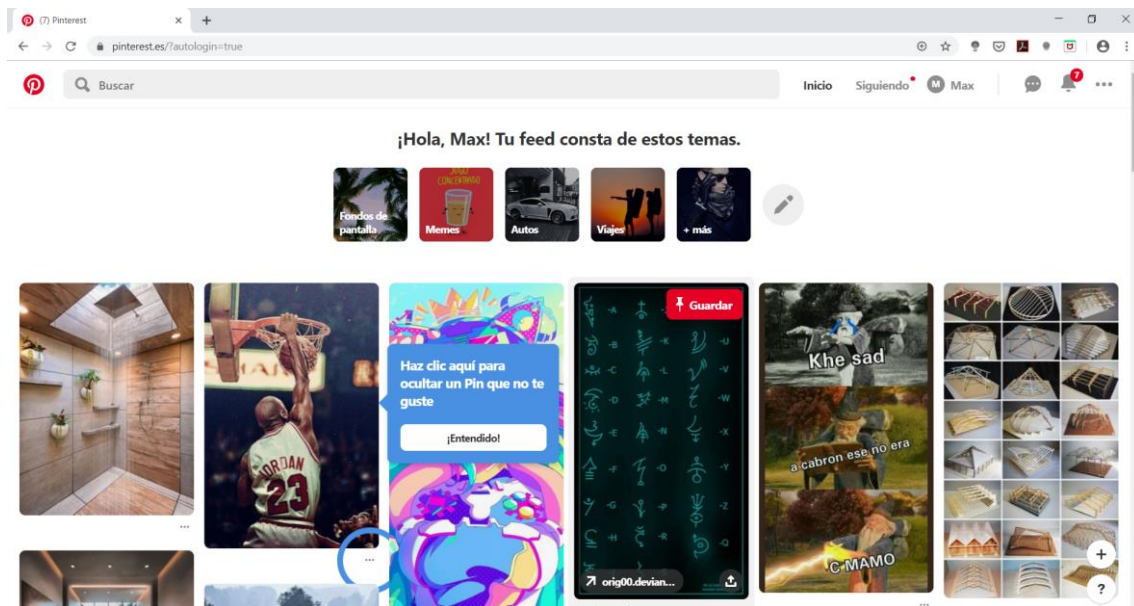 (7) Pinterest
pinterest.es/?autologin=true
Buscar
Inicio
Siguiendo
M
Max
7
¡Hola, Max! Tu feed consta de estos temas.
Fondos de
pantalla
CONCENTRADO
Memes
Autos
Viajes
+ más
Guardar
Haz clic aquí para
ocultar un Pin que no te
guste
¡Entendido!
JORDAN
23
-A
-K
-U
-B
-C
-L
-V
-D
-M
-W
-E
-N
-X
-F
-O
-Y
-G
-P
-Z
-H
-R
-Q
orig00.devian...
Khe sad
a cabron ese no era
C MAMO
+
?